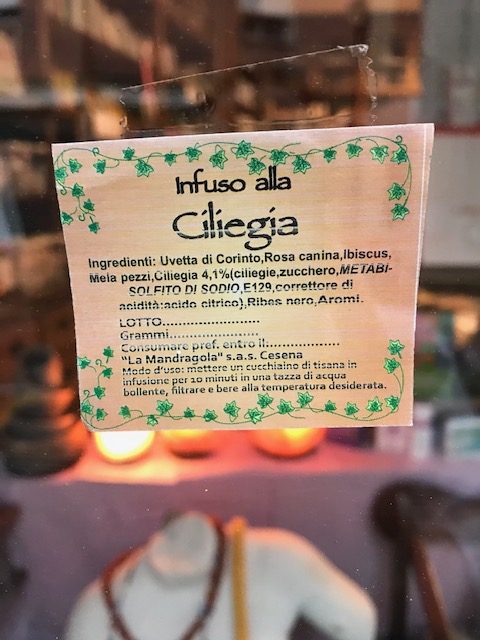 Infuso alla
Ciliegia
Ingredienti: Uvetta di Corinto,Rosa canina,Ibiscus,
Mela pezzi,Ciliegia 4,1%(ciliegie,zucchero,METABI-
SOLFITO DI SODIO,E129,correttore di
acidità:acido citrico),Ribes nero,Aromi.
LOTTO.......................
Grammi.....................
Consumare pref. entro il:.................
"La Mandragola" s.a.s. Cesena
Modo d'uso: mettere un cucchiaino di tisana in
infusione per 10 minuti in una tazza di acqua
bollente, filtrare e bere alla temperatura desiderata.